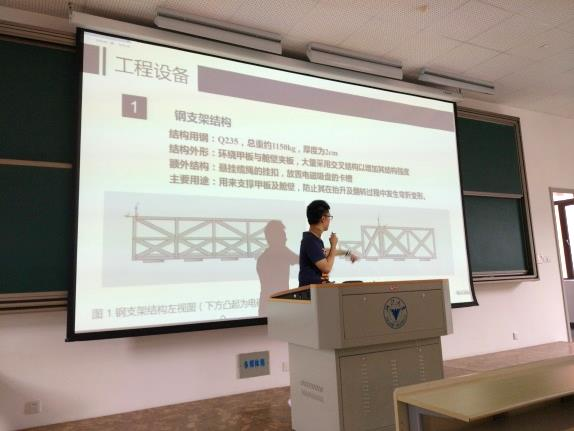 工程设备
1
钢支架结构
结构用钢：Q235，总重约1150kg，厚度为2cm
结构外形：环绕甲板与舱壁夹板，大量采用交叉结构以增加其结构强度
额外结构：悬挂缆绳的挂扣，放置电磁吸盘的卡槽
主要用途：用来支撑甲板及舱壁，防止其在抬升及翻转过程中发生弯折变形。
图 1 钢支架结构左视图（下方凸起为电磁